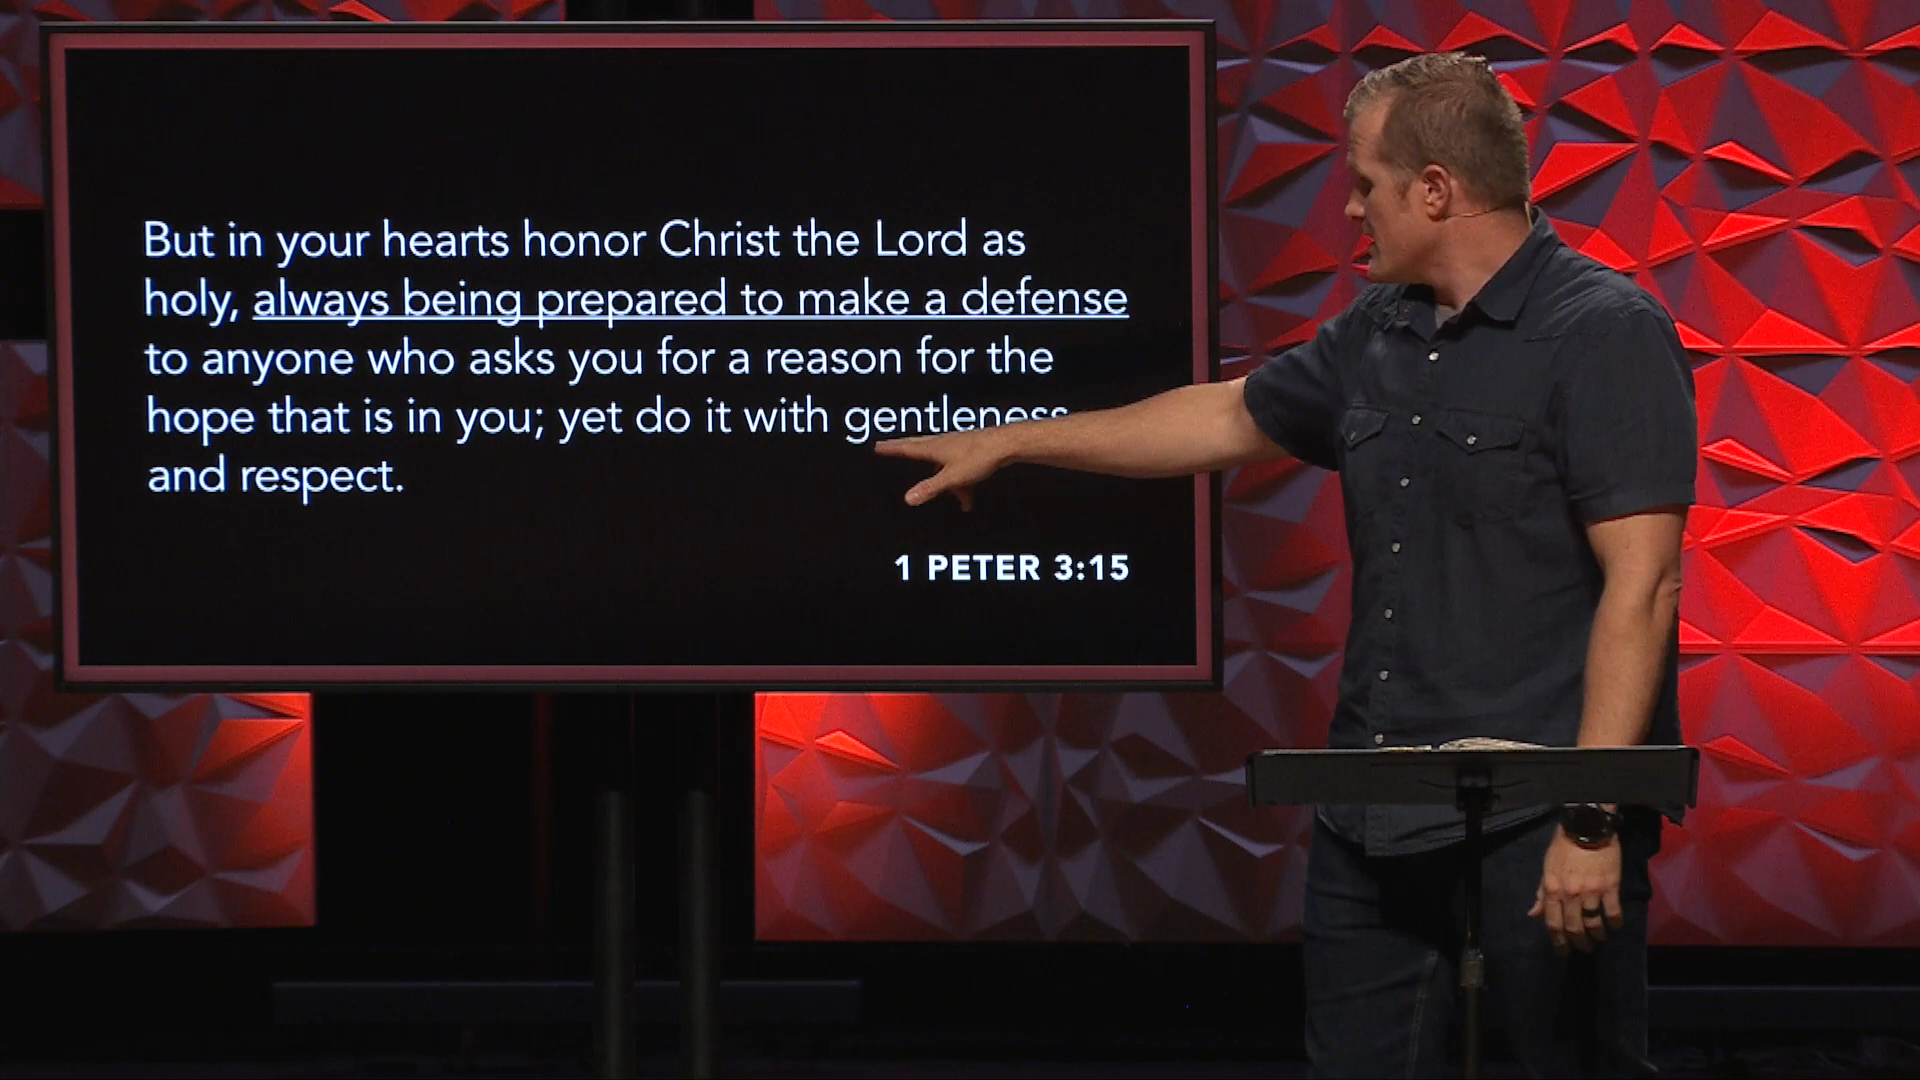 But in your hearts honor Christ the Lord as
holy, always being prepared to make a defense
to anyone who asks you for a reason for the
hope that is in you; yet do it with gentleness
and respect.
1 PETER 3:15